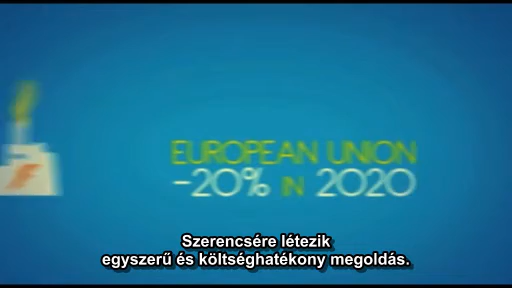 EUROPEAN UNION
-20% IN 2020
Szerencsére létezik
egyszerű és költséghatékony megoldás.